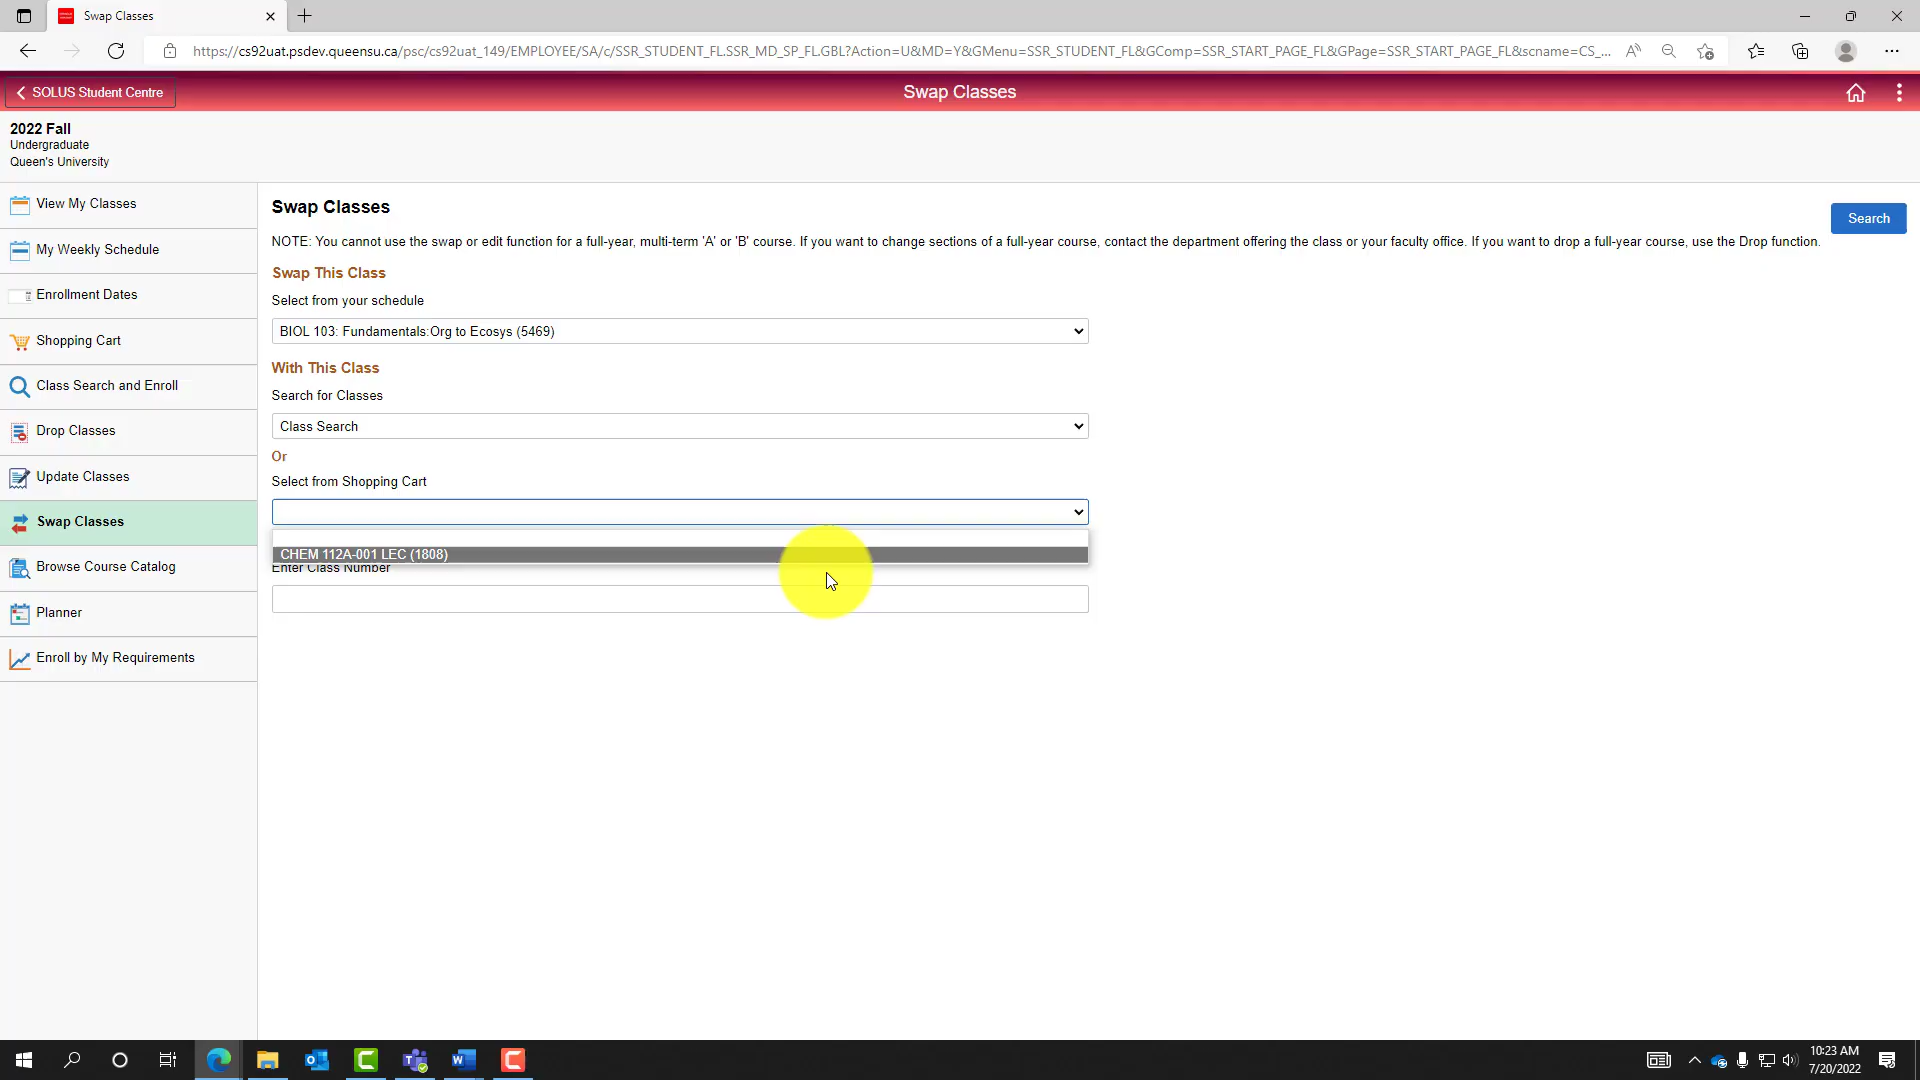 Swap Classes
https://cs92uat.psdev.queensu.ca/psc/cs92uat_149/EMPLOYEE/SA/c/SSR_STUDENT_FL.SSR_MD_SP_FL.GBL?Action=U&MD=Y&GMenu=SSR_STUDENT_FL&GComp=SSR_START_PAGE_FL&GPage=SSR_START_PAGE_FL&scname=CS_...
SOLUS Student Centre
Swap Classes
2022 Fall
Undergraduate
Queen's University
View My Classes
My Weekly Schedule
Enrollment Dates
Shopping Cart
Class Search and Enroll
Drop Classes
Update Classes
Swap Classes
Browse Course Catalog
Planner
Enroll by My Requirements
Swap Classes
Search
NOTE: You cannot use the swap or edit function for a full-year, multi-term 'A' or 'B' course. If you want to change sections of a full-year course, contact the department offering the class or your faculty office. If you want to drop a full-year course, use the Drop function.
Swap This Class
Select from your schedule
BIOL 103: Fundamentals:Org to Ecosys (5469)
With This Class
Search for Classes
Class Search
Or
Select from Shopping Cart
CHEM 112A-001 LEC (1808)
Enter Class Number
10:23 AM
7/20/2022